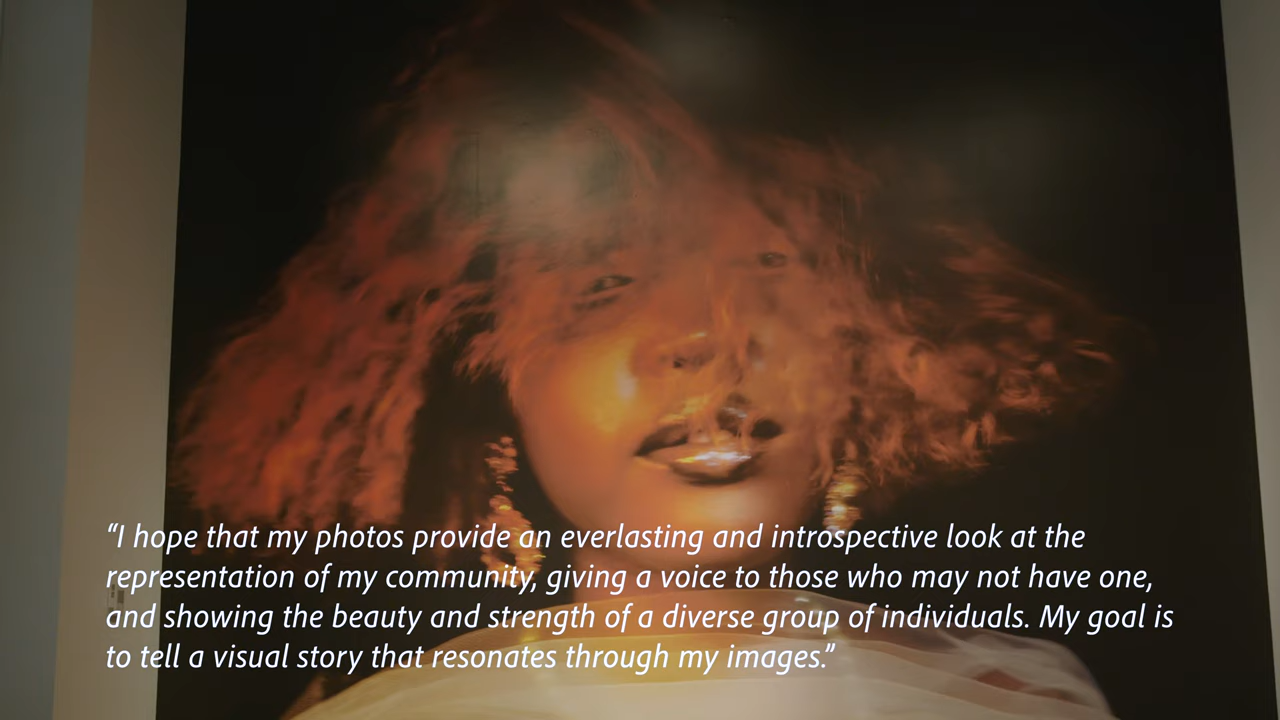 “I hope that my photos provide an everlasting and introspective look at the
representation of my community, giving a voice to those who may not have one,
and showing the beauty and strength of a diverse group of individuals. My goal is
to tell a visual story that resonates through my images.”